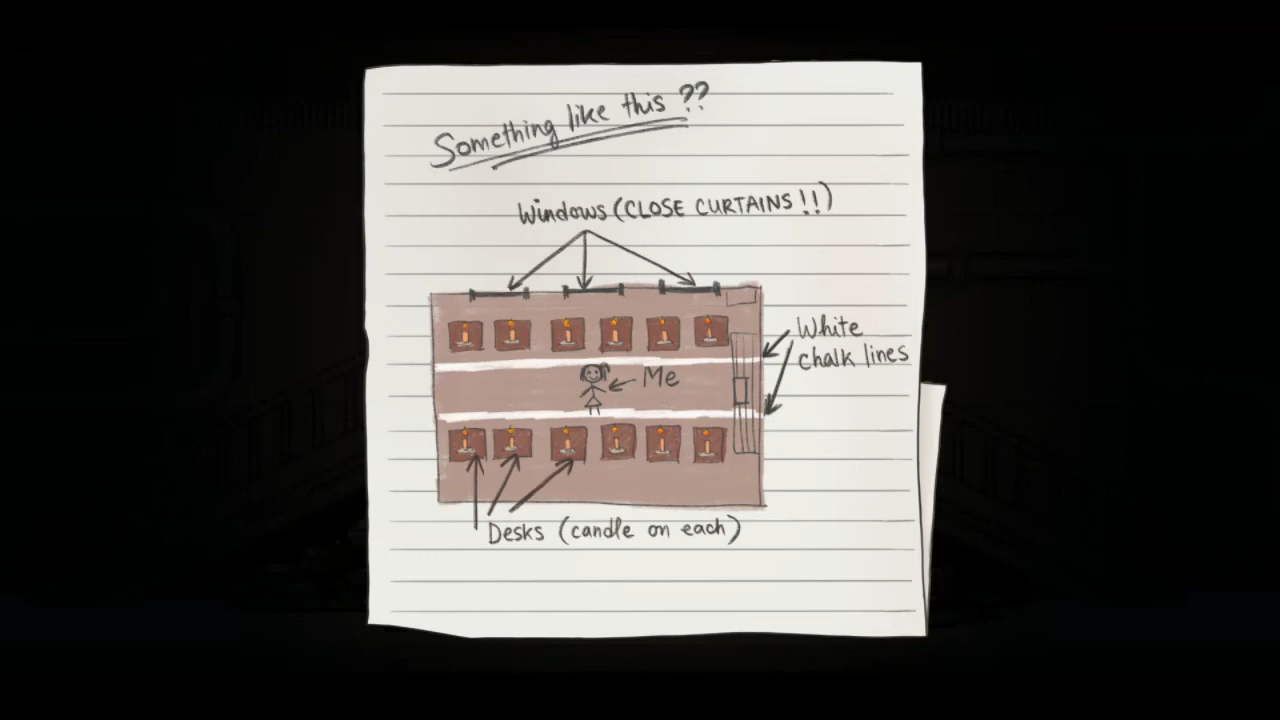 Something like this ??
Windows (CLOSE CURTAINS !!)
White
chalk lines
Me
Desks (candle on each)